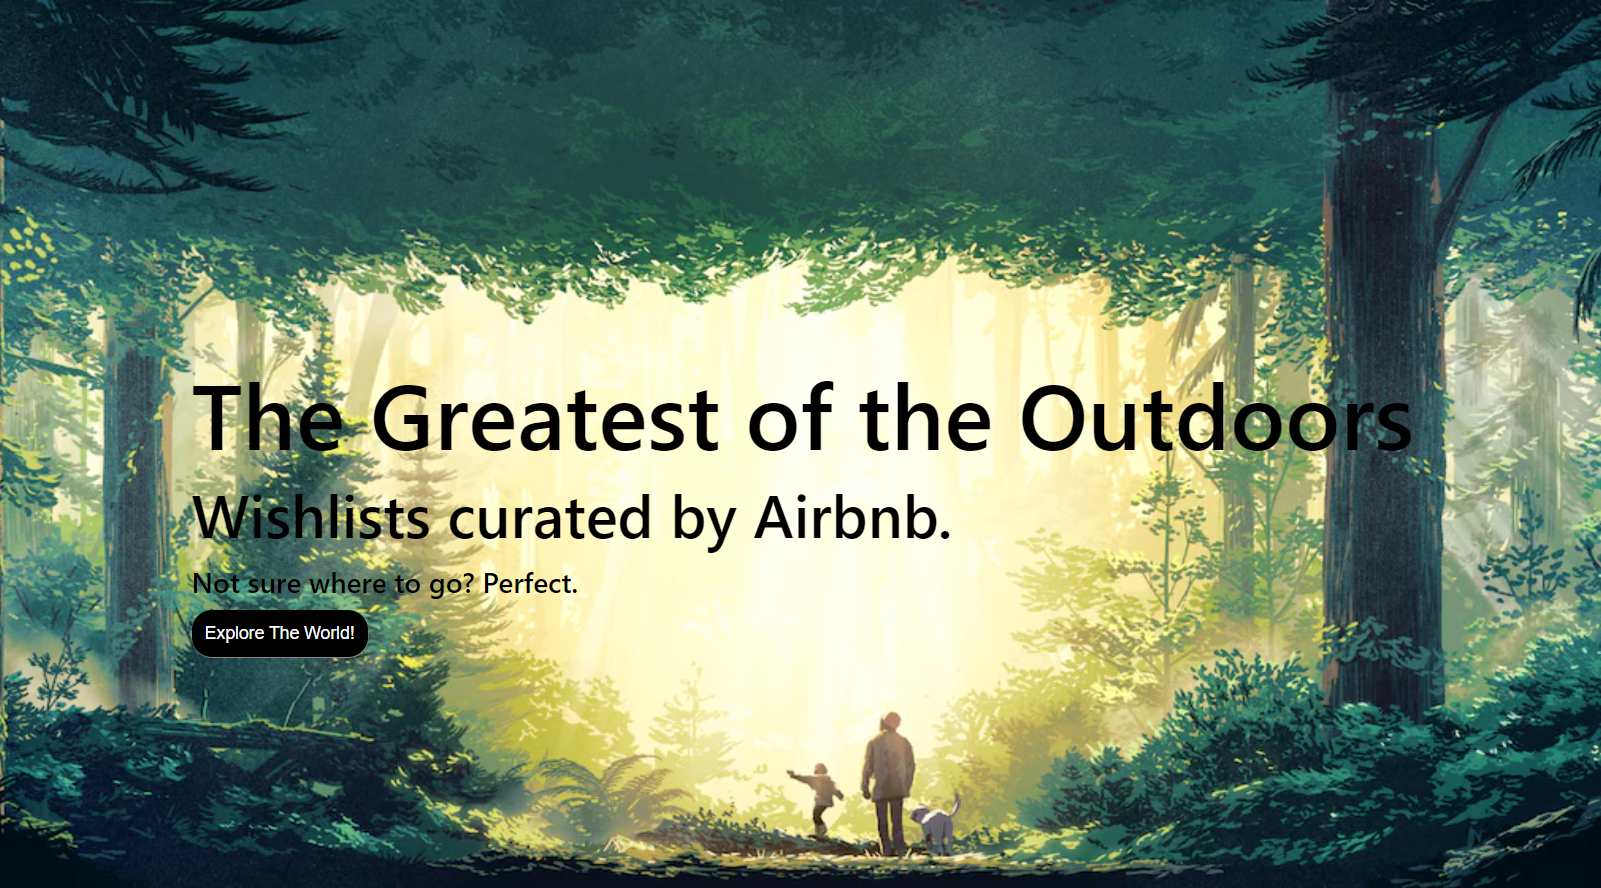 The Greatest of the Outdoors
Wishlists curated by Airbnb.
Not sure where to go? Perfect.
Explore The World!